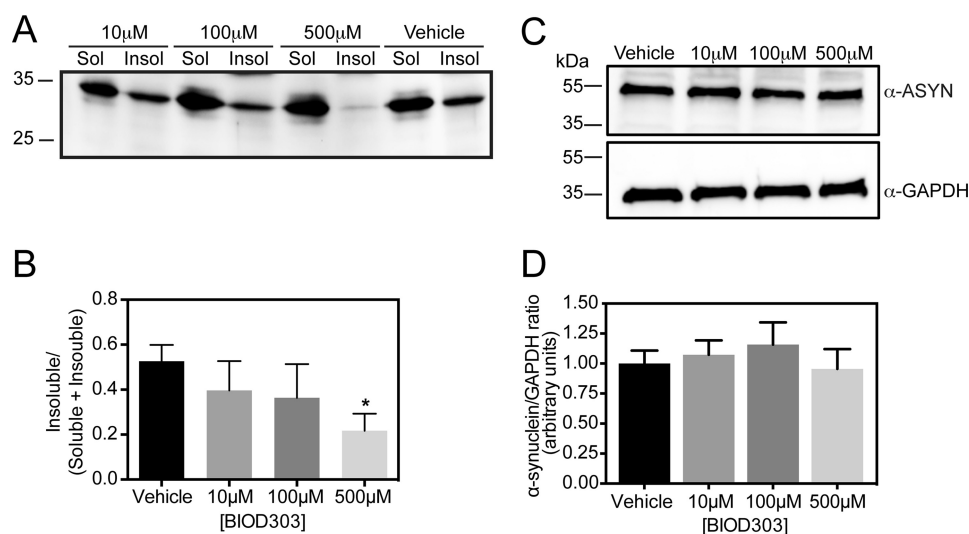 A
10μM 100μM 500μM Vehicle
Sol Insol Sol Insol Sol Insol Sol Insol
35
25
B
Insoluble/
(Soluble + Insouble)
0.8
0.6
0.4
0.2
0.0
*
Vehicle 10μM 100μM 500μM
[BIOD303]
C
kDa Vehicle 10μM 100μM 500μM
55
α-ASYN
35
55
35
α-GAPDH
D
α-synuclein/GAPDH ratio
(arbitrary units)
1.50
1.25
1.00
0.75
0.50
0.25
0.00
Vehicle 10μM 100μM 500μM
[BIOD303]